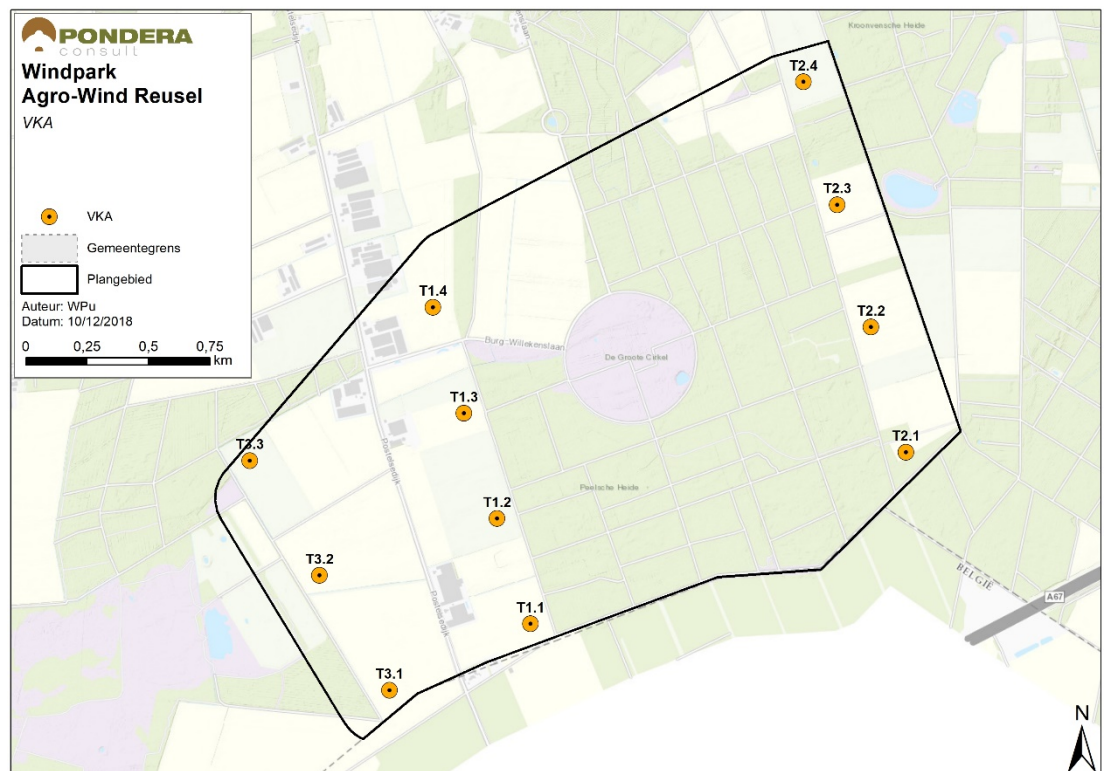 PONDERA
consult
Windpark
Agro-Wind Reusel
VKA
VKA
Gemeentegrens
Plangebied
Auteur: WPu
Datum: 10/12/2018
0 0,25 0,5 0,75
km
Kroonvensche Heide
T2.4
T2.3
T2.2
T2.1
T1.4
Burg. Willekenslaan
De Groote Cirkel
T1.3
T3.3
Postelsedijk
Peelsche Heide
T1.2
T3.2
T1.1
Postelsedijk
T3.1
BELGIË
A67
N